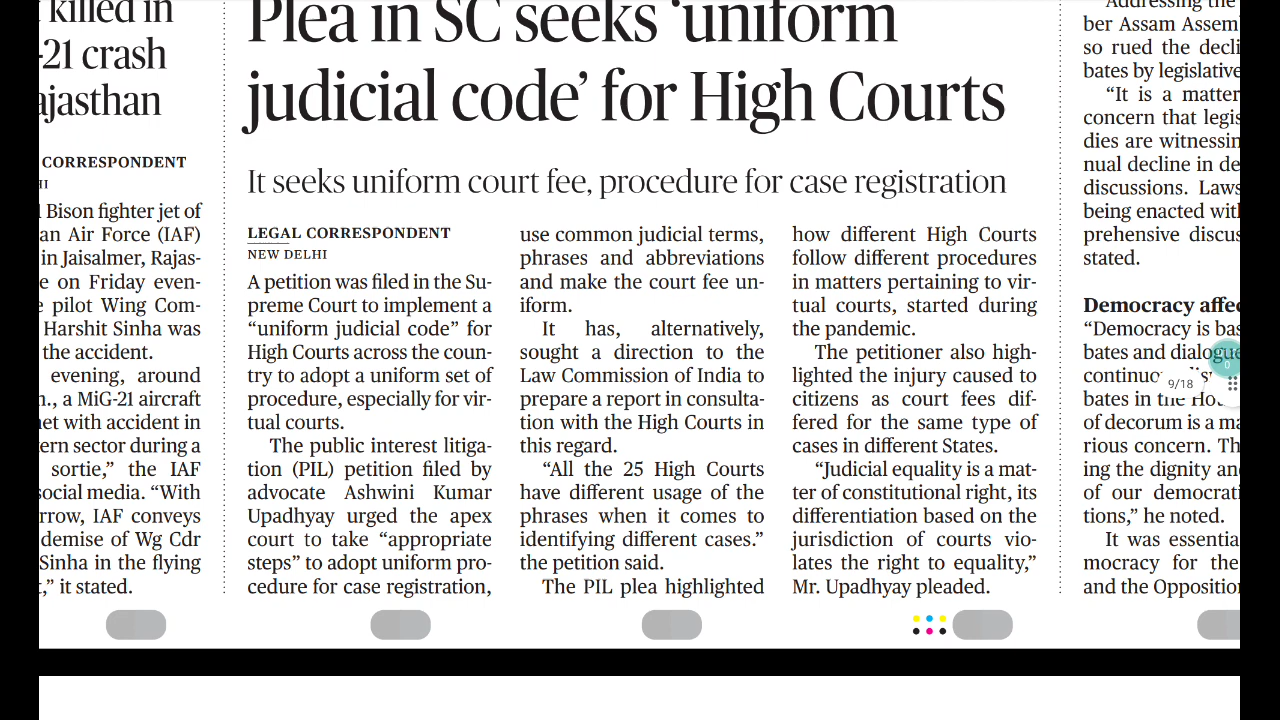 killed in
-21 crash
ajasthan
CORRESPONDENT
Bison fighter jet of
an Air Force (IAF)
in Jaisalmer, Rajas-
e on Friday even-
pilot Wing Com-
Harshit Sinha was
the accident.
evening, around
a MiG-21 aircraft
met with accident in
ern sector during a
sortie,” the IAF
social media. “With
rrow, IAF conveys
demise of Wg Cdr
Sinha in the flying
t,” it stated.
Plea in SC seeks ‘uniform
judicial code’ for High Courts
It seeks uniform court fee, procedure for case registration
LEGAL CORRESPONDENT
NEW DELHI
A petition was filed in the Su-
preme Court to implement a
“uniform judicial code” for
High Courts across the coun-
try to adopt a uniform set of
procedure, especially for vir-
tual courts.
The public interest litiga-
tion (PIL) petition filed by
advocate Ashwini Kumar
Upadhyay urged the apex
court to take “appropriate
steps” to adopt uniform pro-
cedure for case registration,
use common judicial terms,
phrases and abbreviations
and make the court fee un-
iform.
It has, alternatively,
sought a direction to the
Law Commission of India to
prepare a report in consulta-
tion with the High Courts in
this regard.
“All the 25 High Courts
have different usage of the
phrases when it comes to
identifying different cases.”
the petition said.
The PIL plea highlighted
how different High Courts
follow different procedures
in matters pertaining to vir-
tual courts, started during
the pandemic.
The petitioner also high-
lighted the injury caused to
citizens as court fees dif-
fered for the same type of
cases in different States.
“Judicial equality is a mat-
ter of constitutional right, its
differentiation based on the
jurisdiction of courts vio-
lates the right to equality,”
Mr. Upadhyay pleaded.
Addressing the
ber Assam Assem
so rued the decli
bates by legislative
“It is a matter
concern that legis
dies are witnessin
nual decline in de
discussions. Laws
being enacted with
prehensive discus
stated.
Democracy affec
“Democracy is bas
bates and dialogue
continuo
bates in the Hou
of decorum is a ma
rious concern. Th
ing the dignity and
of our democrati
tions,” he noted.
It was essentia
mocracy for the
and the Opposition
9/18
0